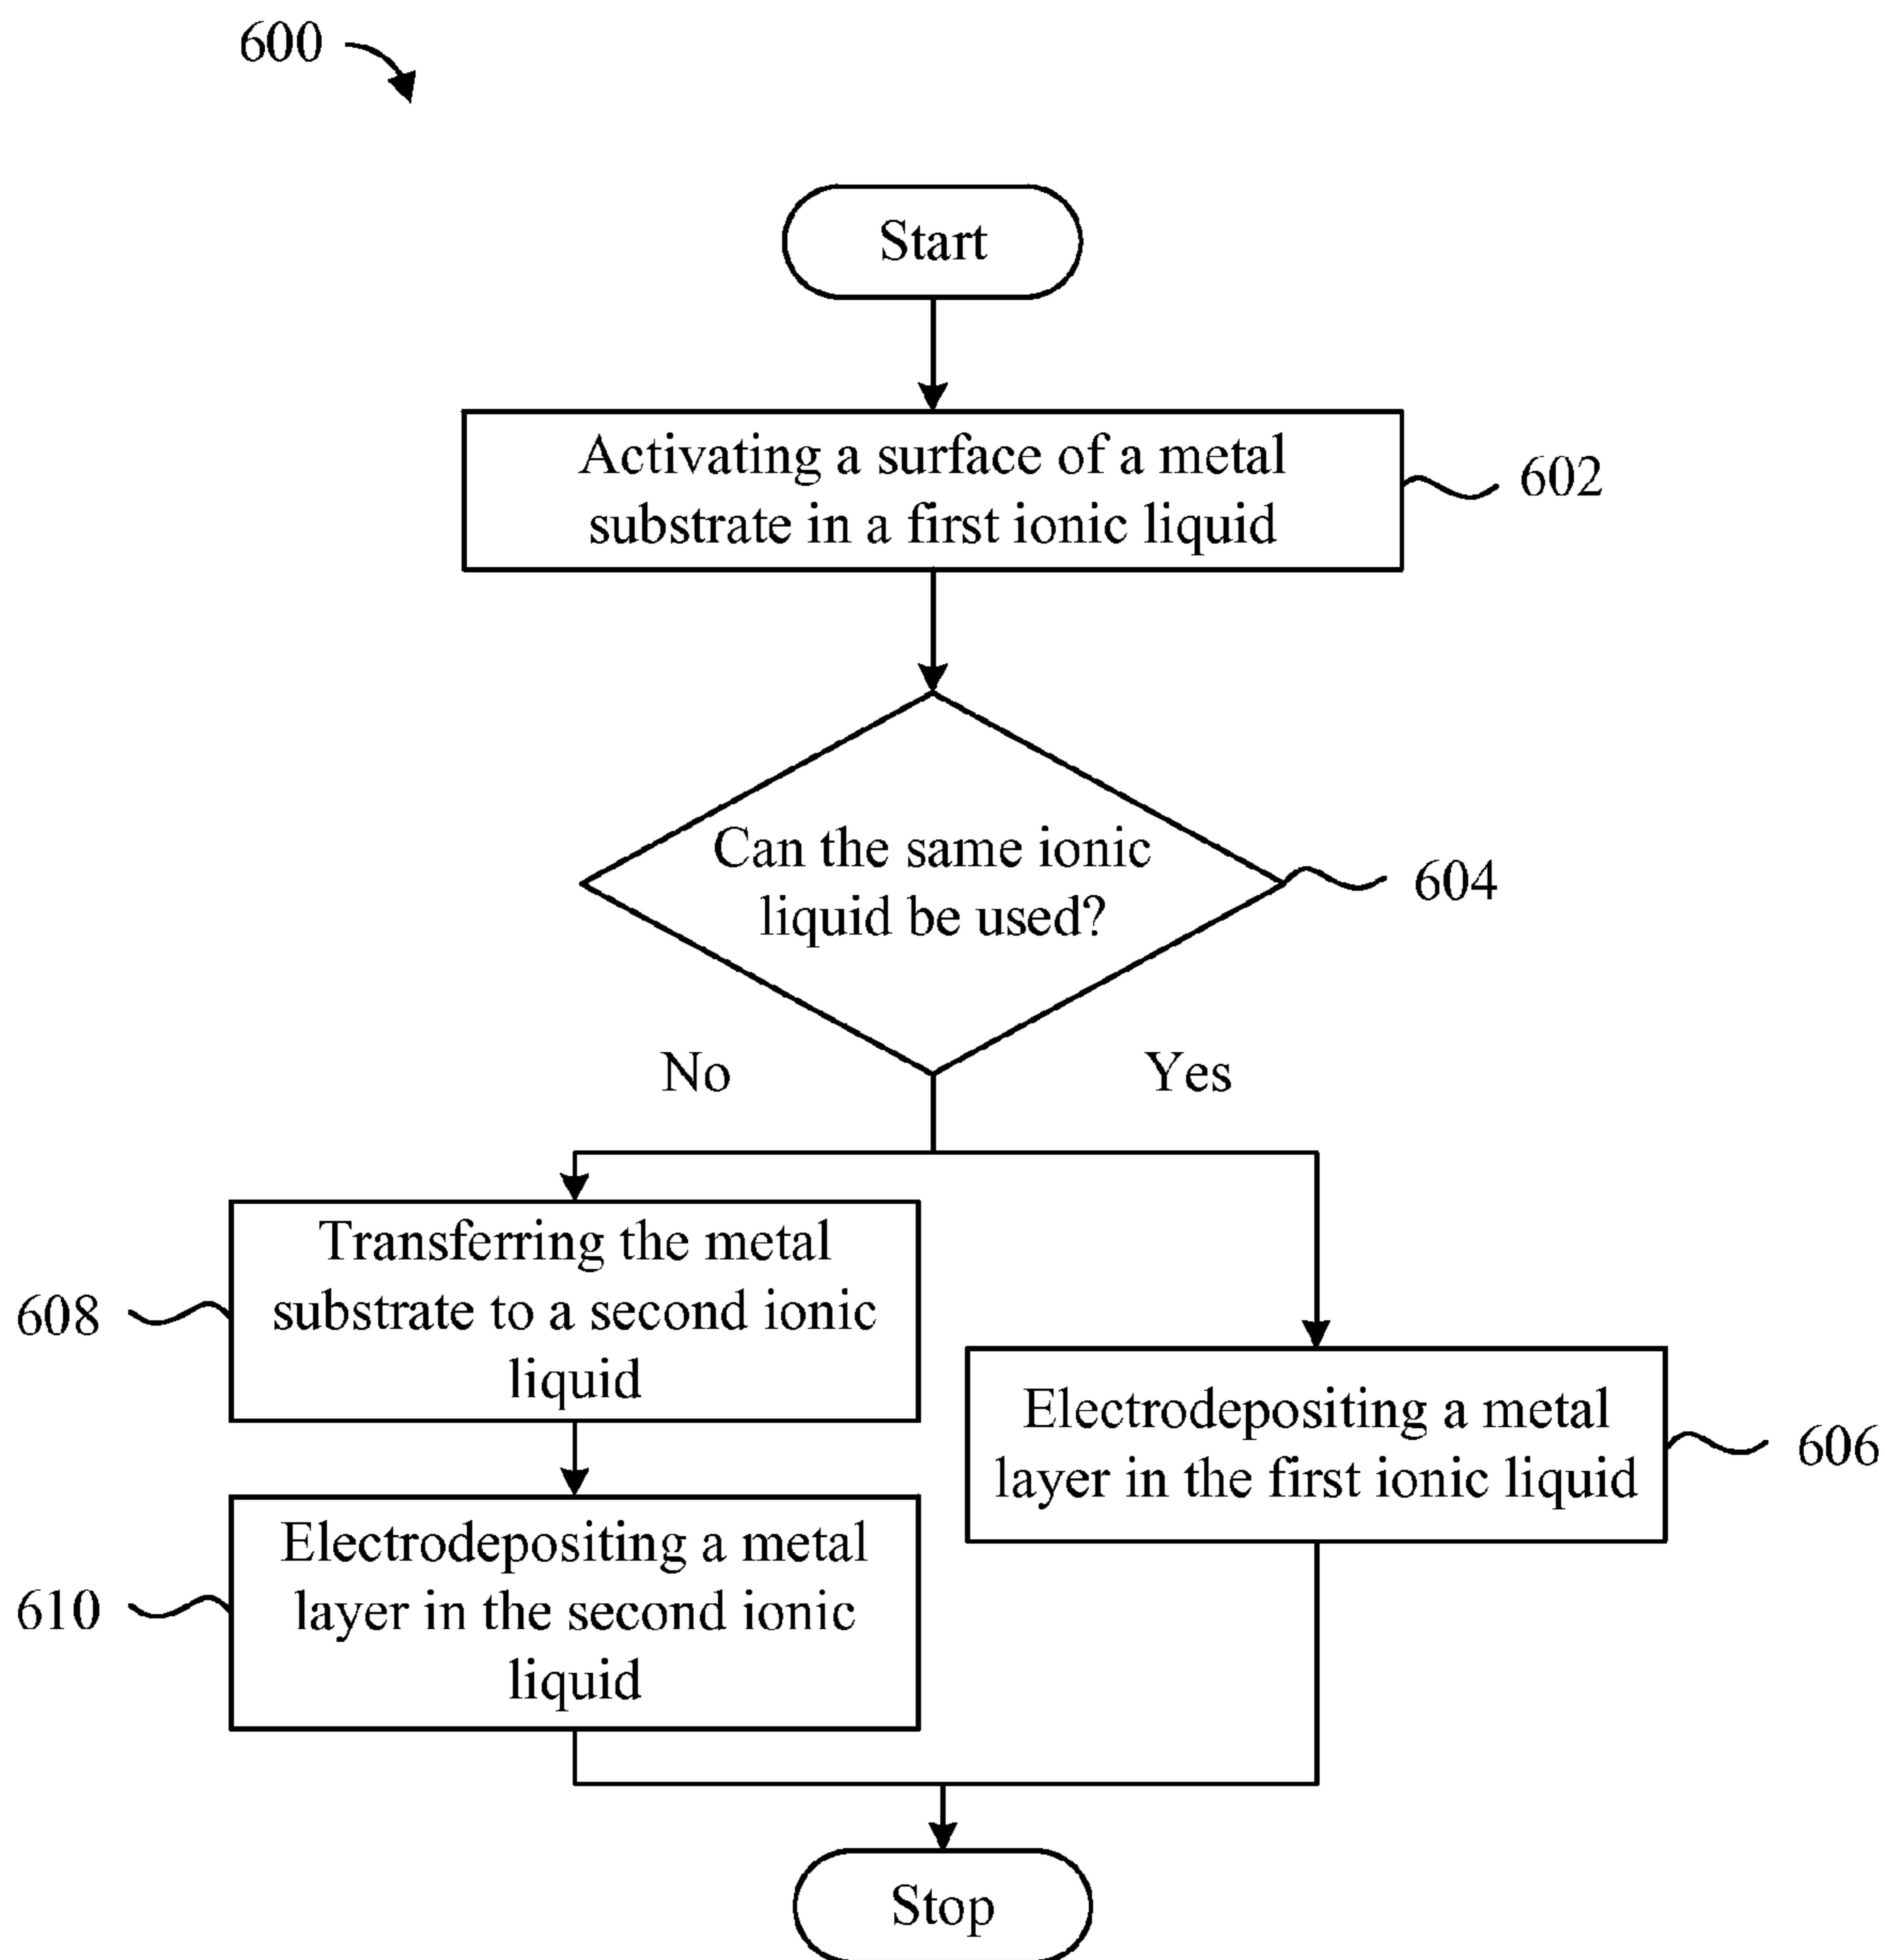 600
Start
Activating a surface of a metal
substrate in a first ionic liquid
602
Can the same ionic
liquid be used?
604
No
Yes
Transferring the metal
substrate to a second ionic
liquid
608
Electrodepositing a metal
layer in the first ionic liquid
606
Electrodepositing a metal
layer in the second ionic
liquid
610
Stop